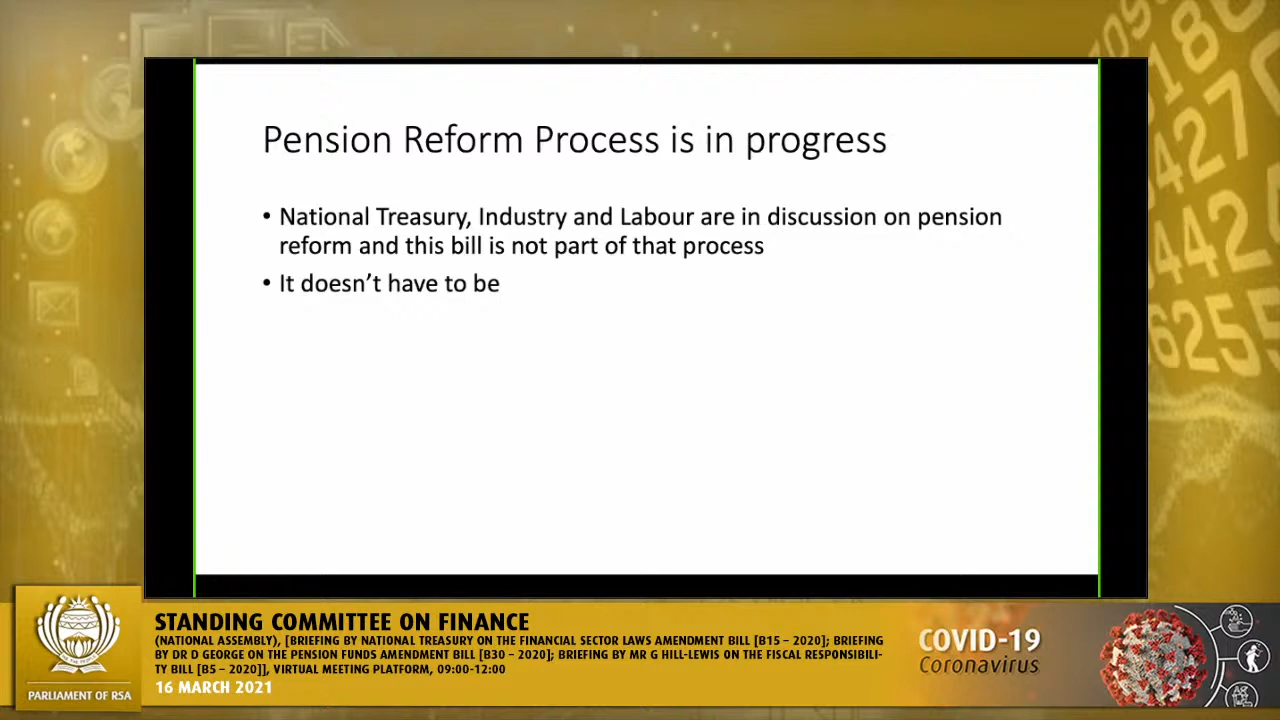 Pension Reform Process is in progress
• National Treasury, Industry and Labour are in discussion on pension
reform and this bill is not part of that process
• It doesn’t have to be
STANDING COMMITTEE ON FINANCE
(NATIONAL ASSEMBLY), [BRIEFING BY NATIONAL TREASURY ON THE FINANCIAL SECTOR LAWS AMENDMENT BILL [B15 – 2020]; BRIEFING
BY DR D GEORGE ON THE PENSION FUNDS AMENDMENT BILL [B30 – 2020]; BRIEFING BY MR G HILL-LEWIS ON THE FISCAL RESPONSIBILI-
TY BILL [B5 – 2020]], VIRTUAL MEETING PLATFORM, 09:00-12:00
16 MARCH 2021
PARLIAMENT OF RSA
COVID-19
Coronavirus